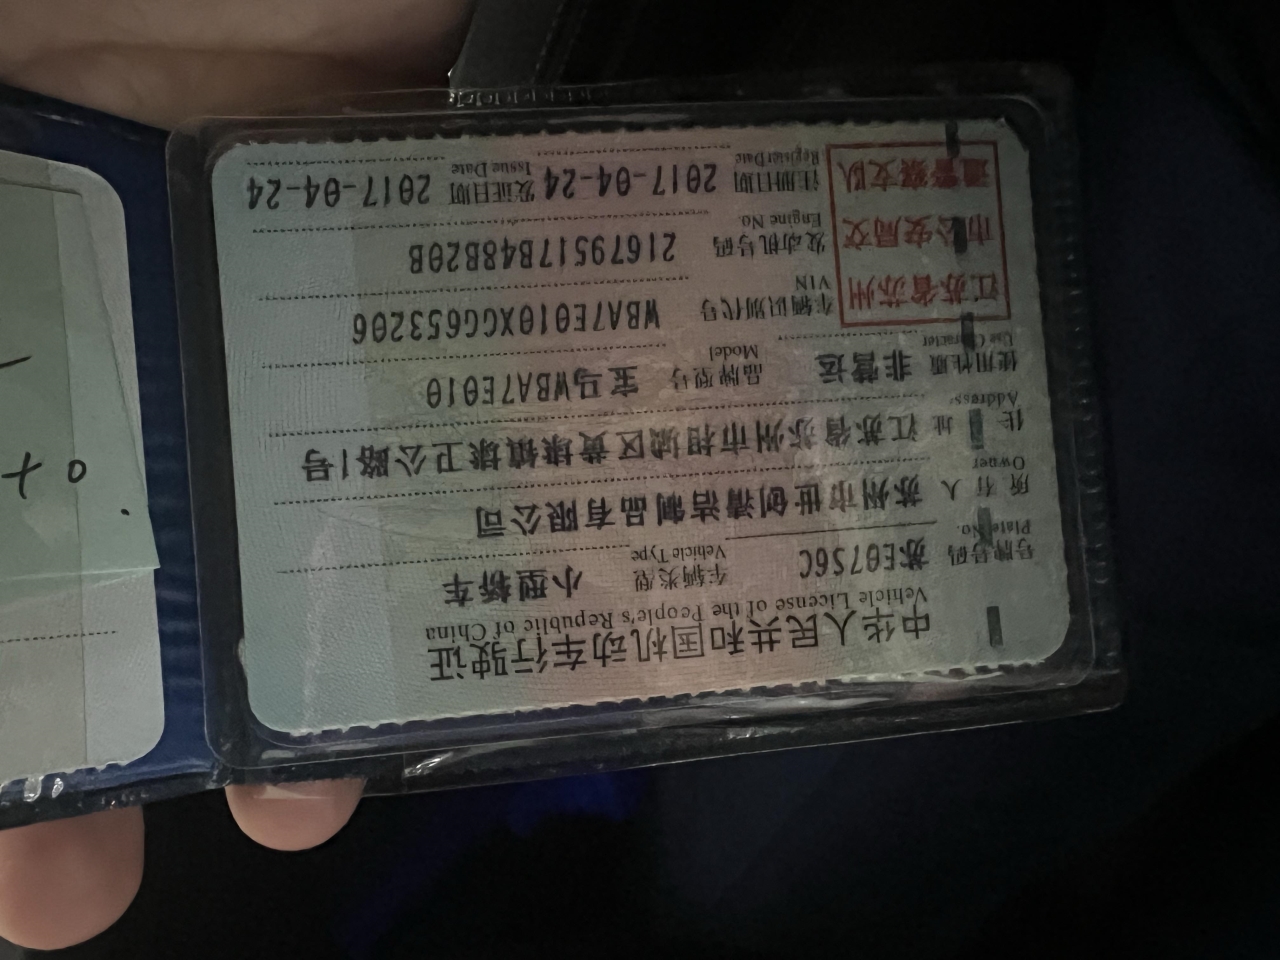 中华人民共和国机动车行驶证
Vehicle License of the People's Republic of China
号牌号码 苏E07S6C 车辆类型 小型轿车
Plate No. Vehicle Type
所有人 苏州市世创清洁制品有限公司
Owner
住址 江苏省苏州市相城区黄埭镇埭卫公路1号
Address
使用性质 非营运 品牌型号 宝马WBA7E010
Use Character Model
江苏省苏州
市公安局交
通警察支队
车辆识别代号 WBA7E010XGG653206
VIN
发动机号码 21679517B48B20B
Engine No.
注册日期 2017-04-24 发证日期 2017-04-24
Register Date Issue Date